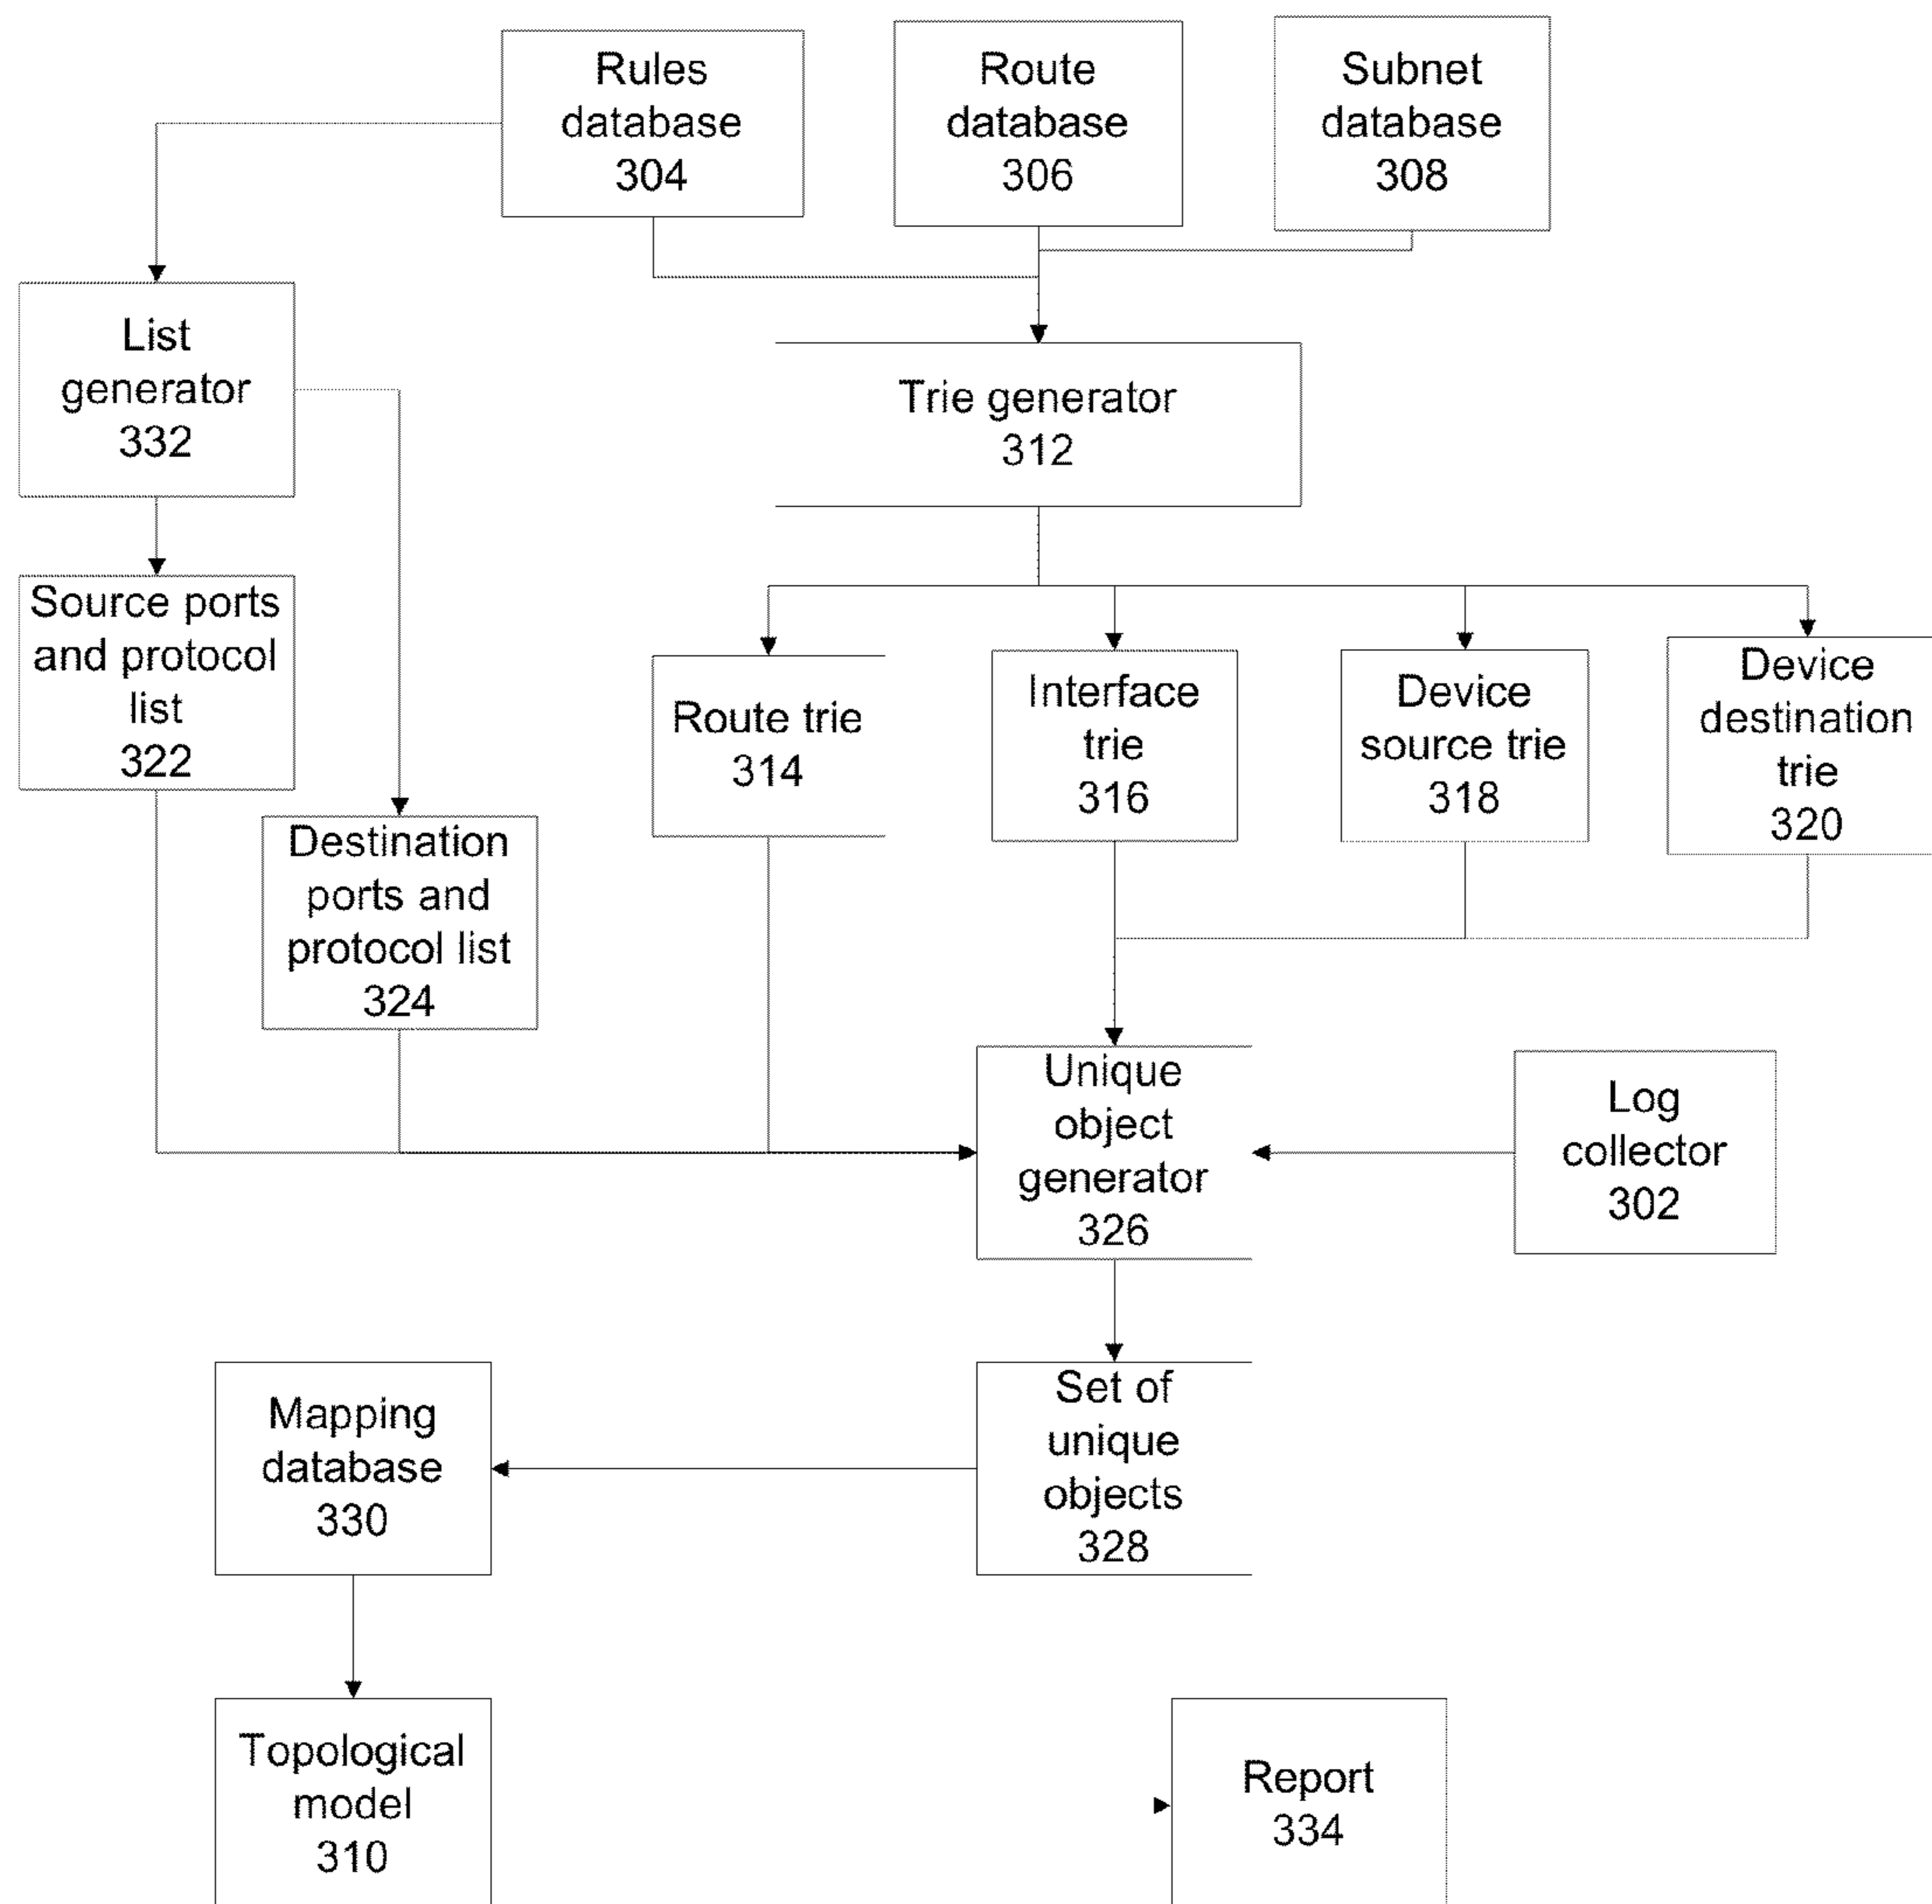 Rules
database
304
Route
database
306
Subnet
database
308
List
generator
332
Trie generator
312
Source ports
and protocol
list
322
Route trie
314
Interface
trie
316
Device
source trie
318
Device
destination
trie
320
Destination
ports and
protocol list
324
Unique
object
generator
326
Log
collector
302
Mapping
database
330
Set of
unique
objects
328
Topological
model
310
Report
334